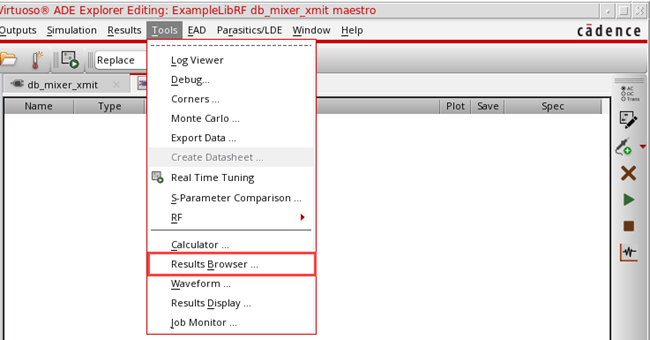 Virtuoso® ADE Explorer Editing: ExampleLibRF db_mixer_xmit maestro
Outputs Simulation Results Tools EAD Parasitics/LDE Window Help cādence
Replace
db_mixer_xmit
Name Type Plot Save Spec
Log Viewer
Debug...
Corners ...
Monte Carlo ...
Export Data ...
Create Datasheet ...
Real Time Tuning
S-Parameter Comparison ...
RF
Calculator ...
Results Browser ...
Waveform ...
Results Display ...
Job Monitor ...
AC
DC
Trans